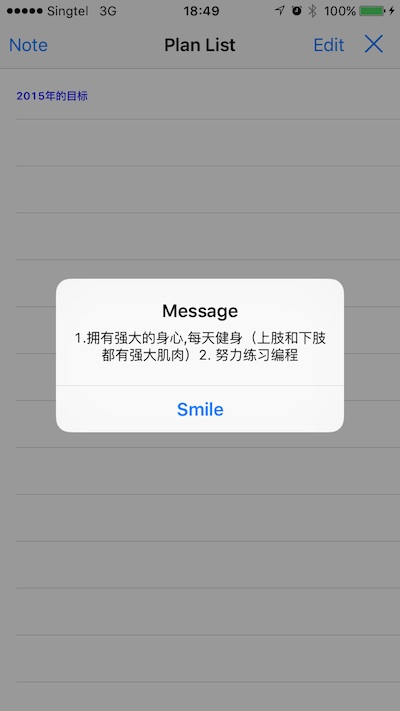 Singtel 3G 18:49 100%
Note Plan List Edit
2015年的目标
Message
1.拥有强大的身心,每天健身（上肢和下肢
都有强大肌肉）2. 努力练习编程
Smile